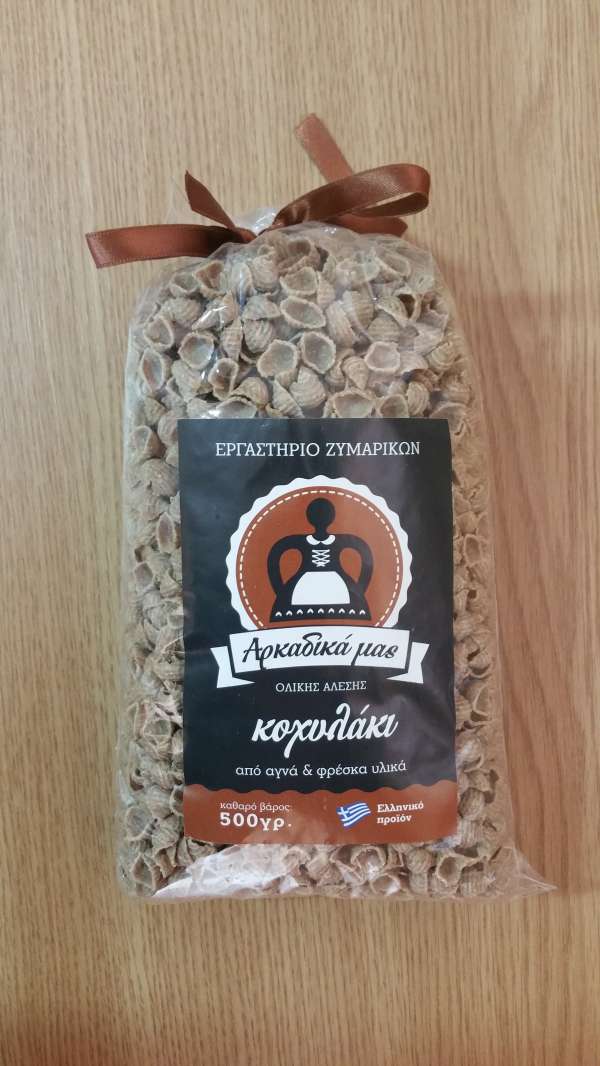 ΕΡΓΑΣΤΗΡΙΟ ΖΥΜΑΡΙΚΩΝ
Αρκαδικά μας
ΟΛΙΚΗΣ ΑΛΕΣΗΣ
κοχυλάκι
από αγνά & φρέσκα υλικά
καθαρό βάρος:
500γρ.
Ελληνικό
προϊόν